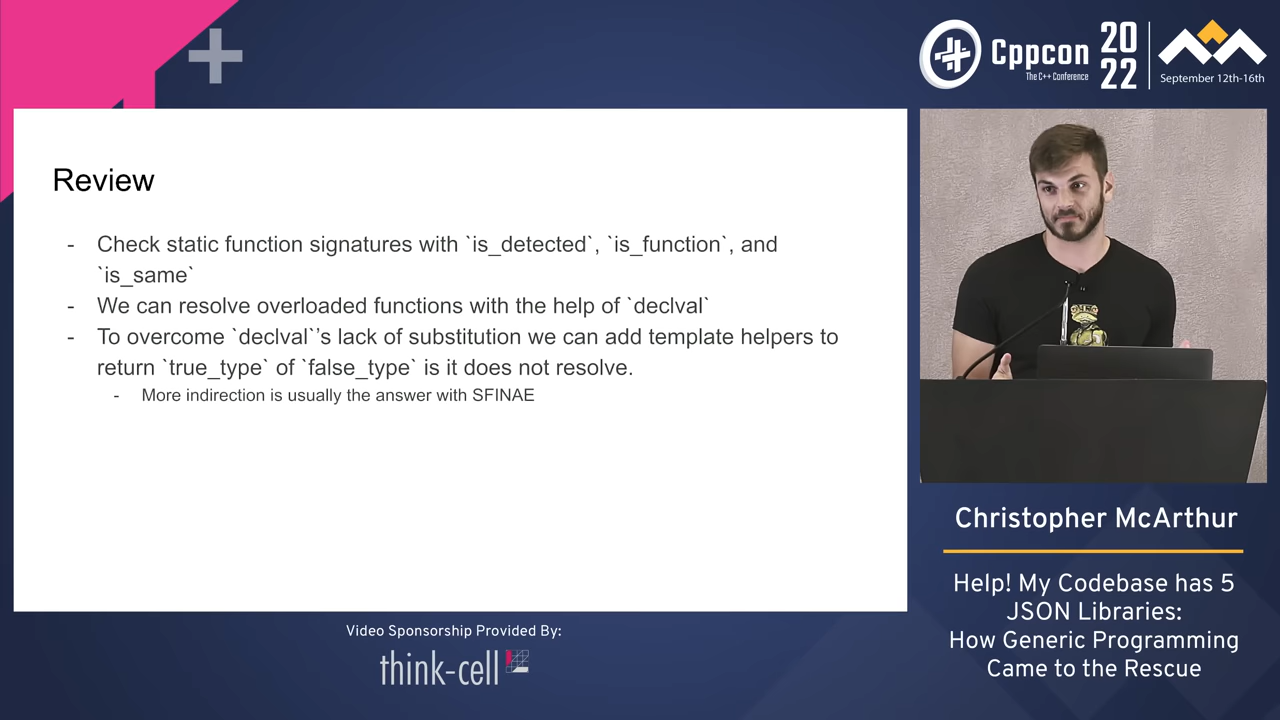 Cppcon
The C++ Conference
20
22
September 12th-16th
Review
- Check static function signatures with `is_detected`, `is_function`, and
`is_same`
- We can resolve overloaded functions with the help of `declval`
- To overcome `declval`'s lack of substitution we can add template helpers to
return `true_type` of `false_type` is it does not resolve.
- More indirection is usually the answer with SFINAE
Christopher McArthur
Help! My Codebase has 5
JSON Libraries:
How Generic Programming
Came to the Rescue
Video Sponsorship Provided By:
think-cell